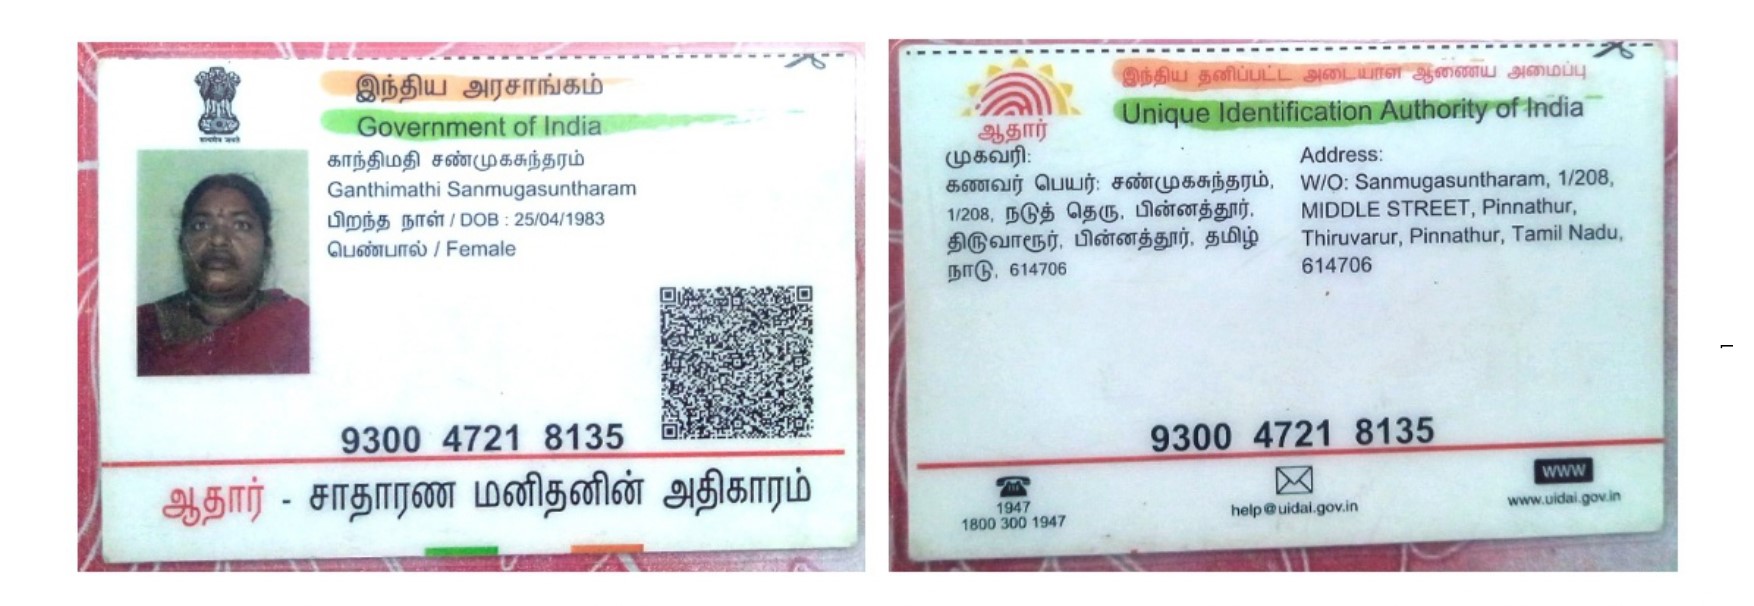 இந்திய அரசாங்கம்
Government of India
காந்திமதி சண்முகசுந்தரம்
Ganthimathi Sanmugasuntharam
பிறந்த நாள் / DOB : 25/04/1983
பெண்பால் / Female
9300 4721 8135
ஆதார் - சாதாரண மனிதனின் அதிகாரம்
இந்திய தனிப்பட்ட அடையாள ஆணைய அமைப்பு
Unique Identification Authority of India
ஆதார்
முகவரி:
கணவர் பெயர்: சண்முகசுந்தரம்,
1/208, நடுத் தெரு, பின்னத்தூர்,
திருவாரூர், பின்னத்தூர், தமிழ்
நாடு, 614706
Address:
W/O: Sanmugasuntharam, 1/208,
MIDDLE STREET, Pinnathur,
Thiruvarur, Pinnathur, Tamil Nadu,
614706
9300 4721 8135
1947
1800 300 1947
help@uidai.gov.in
www
www.uidai.gov.in